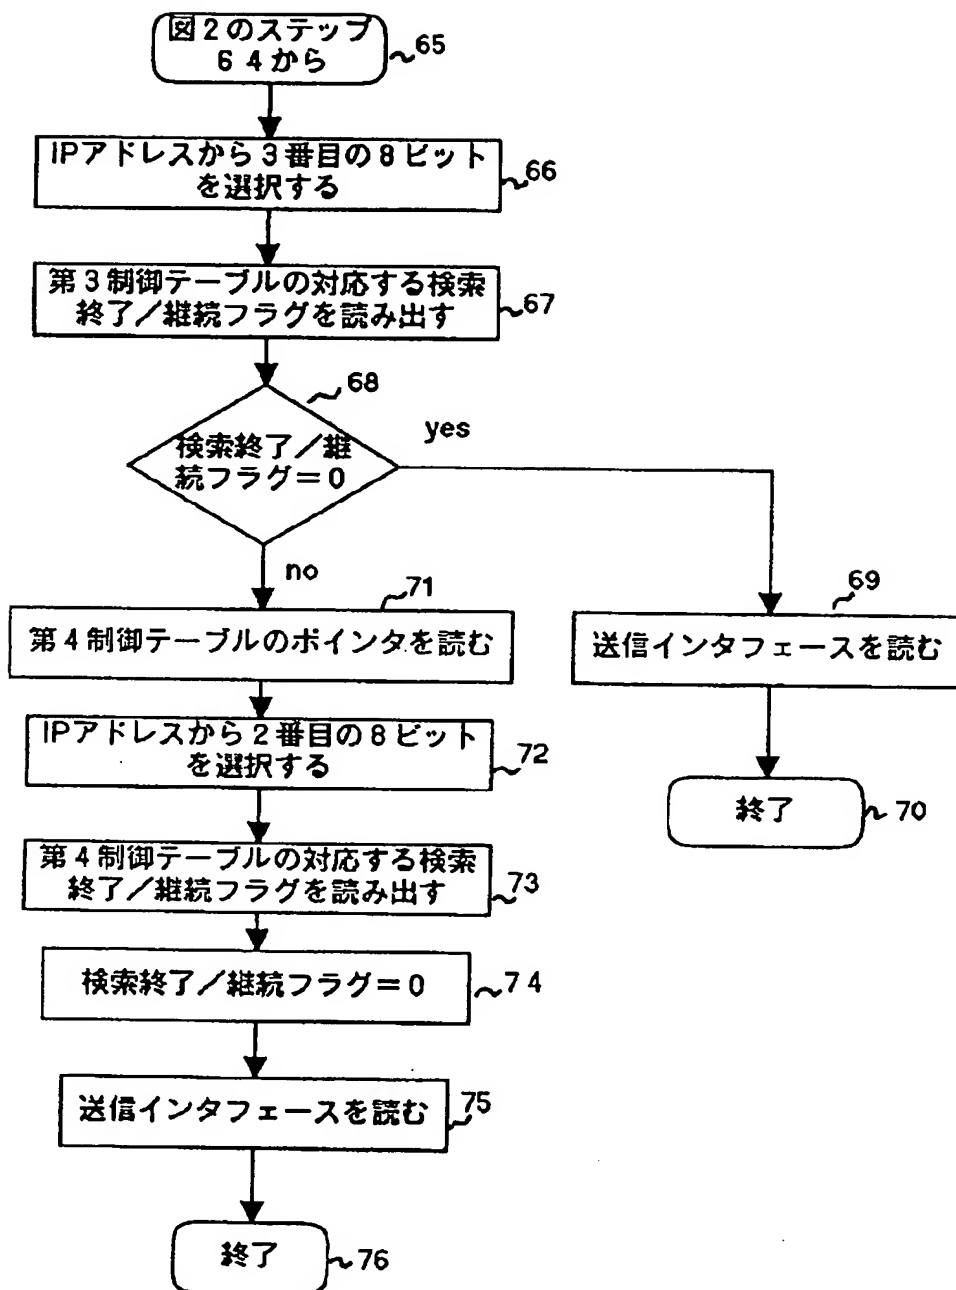 図2のステップ
64から
65
IPアドレスから3番目の8ビット
を選択する
66
第3制御テーブルの対応する検索
終了/継続フラグを読み出す
67
68
検索終了/継
続フラグ=0
yes
no
71
第4制御テーブルのポインタを読む
69
送信インタフェースを読む
IPアドレスから2番目の8ビット
を選択する
72
終了
70
第4制御テーブルの対応する検索
終了/継続フラグを読み出す
73
検索終了/継続フラグ=0
74
送信インタフェースを読む
75
終了
76